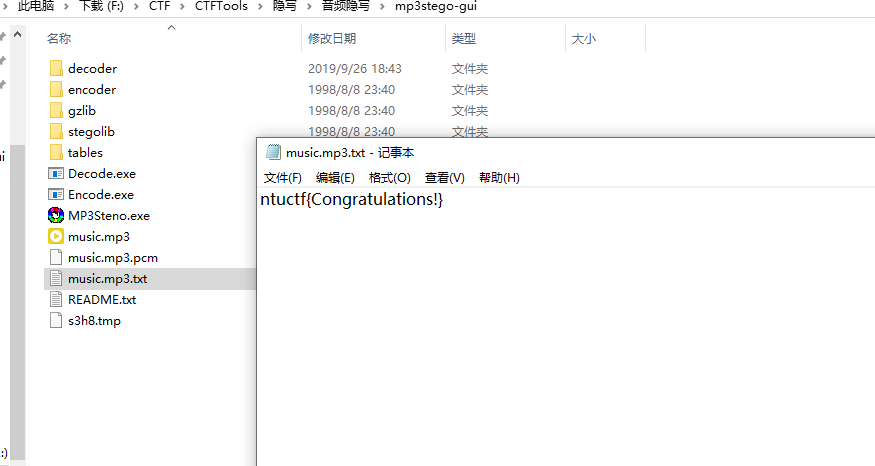 此电脑 > 下载 (F:) > CTF > CTFTools > 隐写 > 音频隐写 > mp3stego-gui
名称 修改日期 类型 大小
decoder 2019/9/26 18:43 文件夹
encoder 1998/8/8 23:40 文件夹
gzlib 1998/8/8 23:40 文件夹
stegolib 1998/8/8 23:40 文件夹
tables
Decode.exe
Encode.exe
MP3Steno.exe
music.mp3
music.mp3.pcm
music.mp3.txt
README.txt
s3h8.tmp
music.mp3.txt - 记事本
文件(F) 编辑(E) 格式(O) 查看(V) 帮助(H)
ntuctf{Congratulations!}
:)